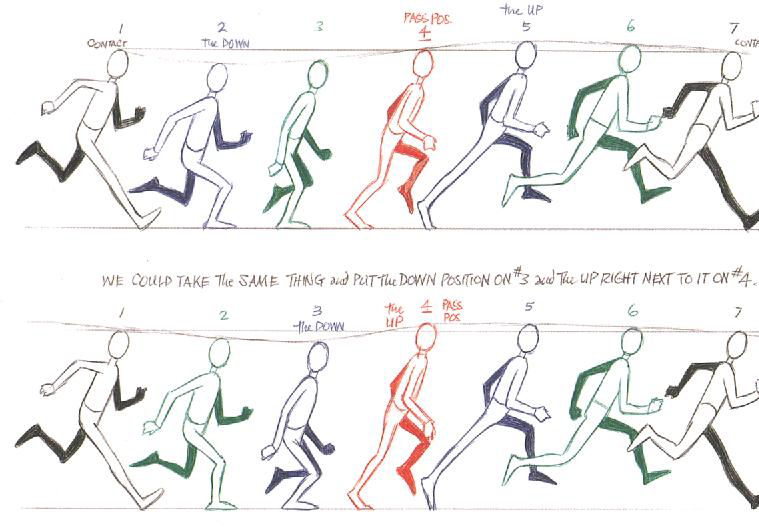 1 2 3 PASS POS. 4 the UP 5 6 7
CONTACT the DOWN CONTA
WE COULD TAKE the SAME THING and PUT the DOWN POSITION ON #3 and the UP RIGHT NEXT TO IT ON #4.
1 2 3 the UP 4 PASS POS 5 6 7
the DOWN